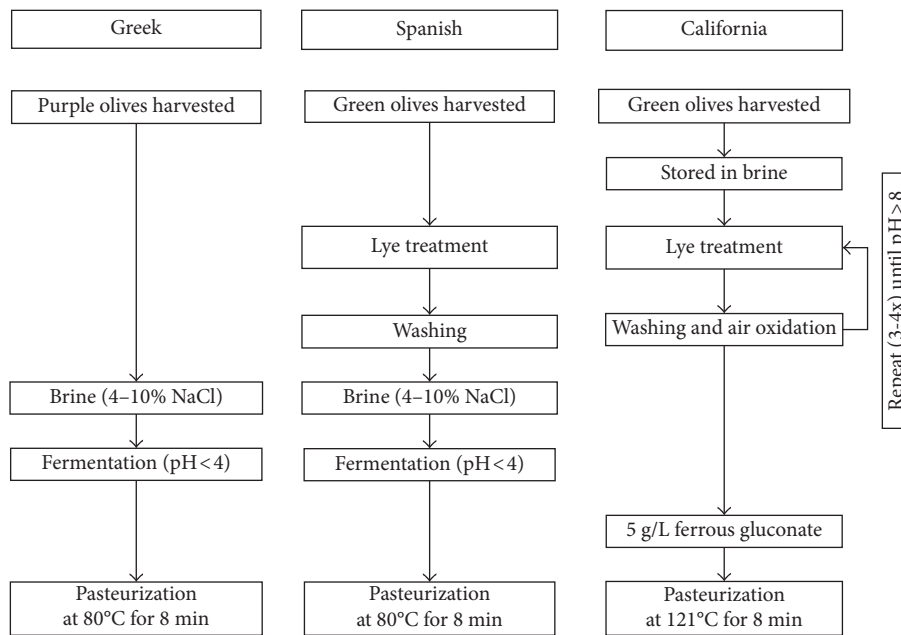 Greek
Spanish
California
Purple olives harvested
Green olives harvested
Green olives harvested
Stored in brine
Lye treatment
Lye treatment
Washing
Washing and air oxidation
Repeat (3-4x) until pH>8
Brine (4–10% NaCl)
Brine (4–10% NaCl)
Fermentation (pH<4)
Fermentation (pH<4)
5 g/L ferrous gluconate
Pasteurization
at 80°C for 8 min
Pasteurization
at 80°C for 8 min
Pasteurization
at 121°C for 8 min